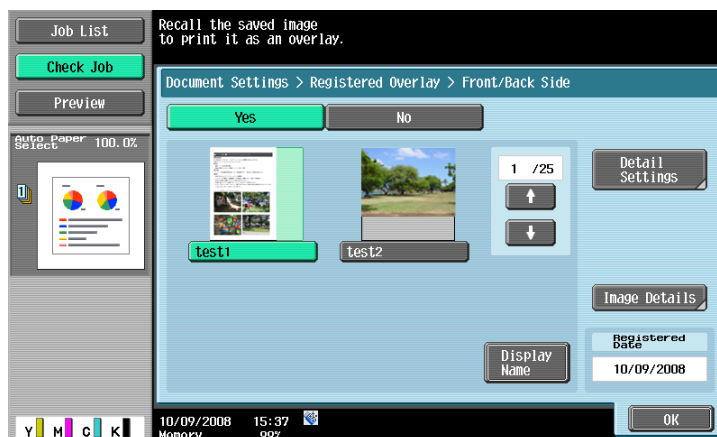 Job List
Check Job
Preview
Auto Paper
Select
100.0%
1
Recall the saved image
to print it as an overlay.
Document Settings > Registered Overlay > Front/Back Side
Yes
No
test1
test2
1 /25
Detail
Settings
Image Details
Registered
Date
10/09/2008
Display
Name
OK
Y M C K
10/09/2008 15:37
Memory 99%